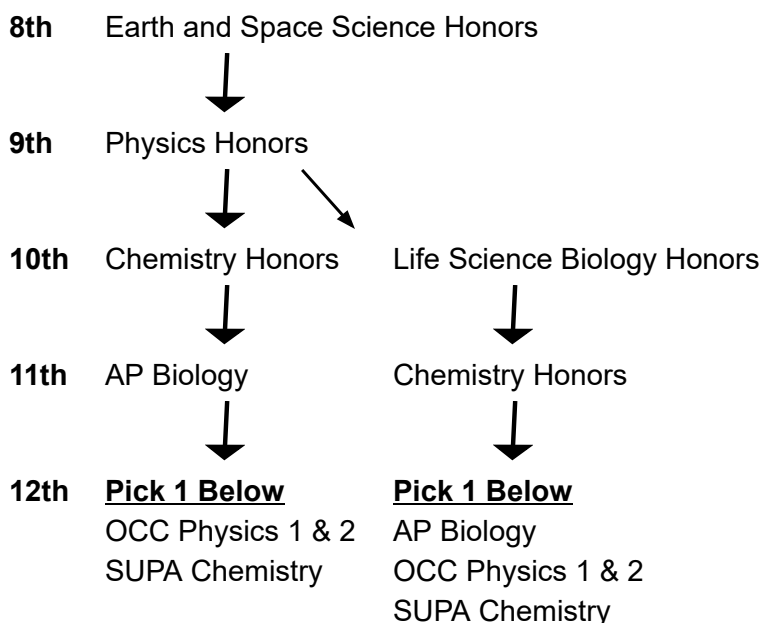 8th Earth and Space Science Honors
9th Physics Honors
10th Chemistry Honors Life Science Biology Honors
11th AP Biology Chemistry Honors
12th Pick 1 Below Pick 1 Below
OCC Physics 1 & 2 AP Biology
SUPA Chemistry OCC Physics 1 & 2
SUPA Chemistry